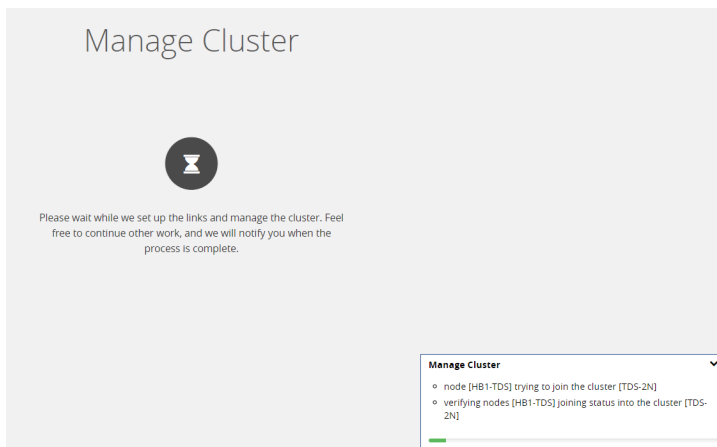 Manage Cluster
Please wait while we set up the links and manage the cluster. Feel
free to continue other work, and we will notify you when the
process is complete.
Manage Cluster
node [HB1-TDS] trying to join the cluster [TDS-2N]
verifying nodes [HB1-TDS] joining status into the cluster [TDS-
2N]